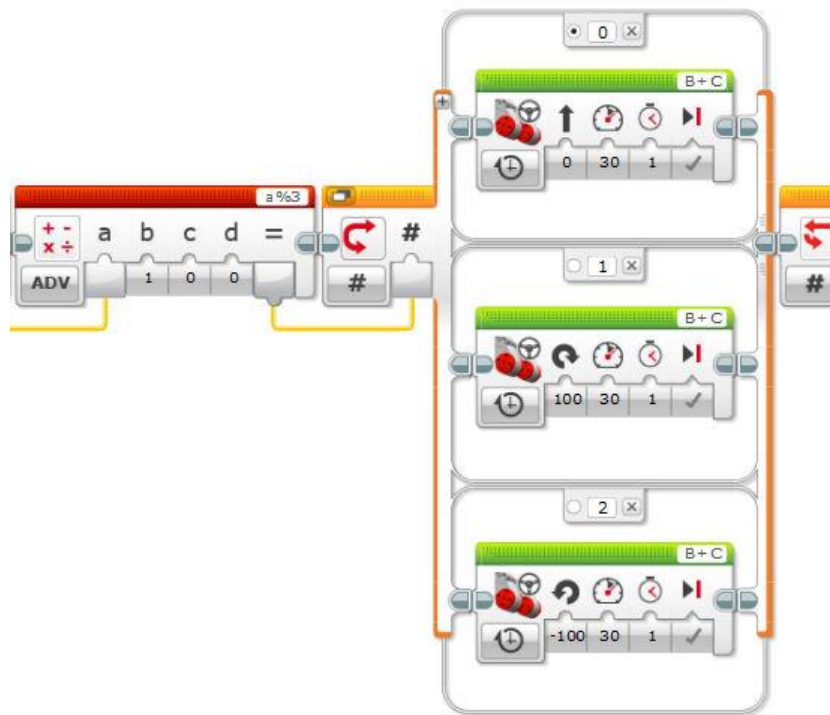 0
B+C
0 30 1
a%3
+ - × ÷ a b c d = #
ADV 1 0 0 #
#
1
B+C
100 30 1
2
B+C
-100 30 1